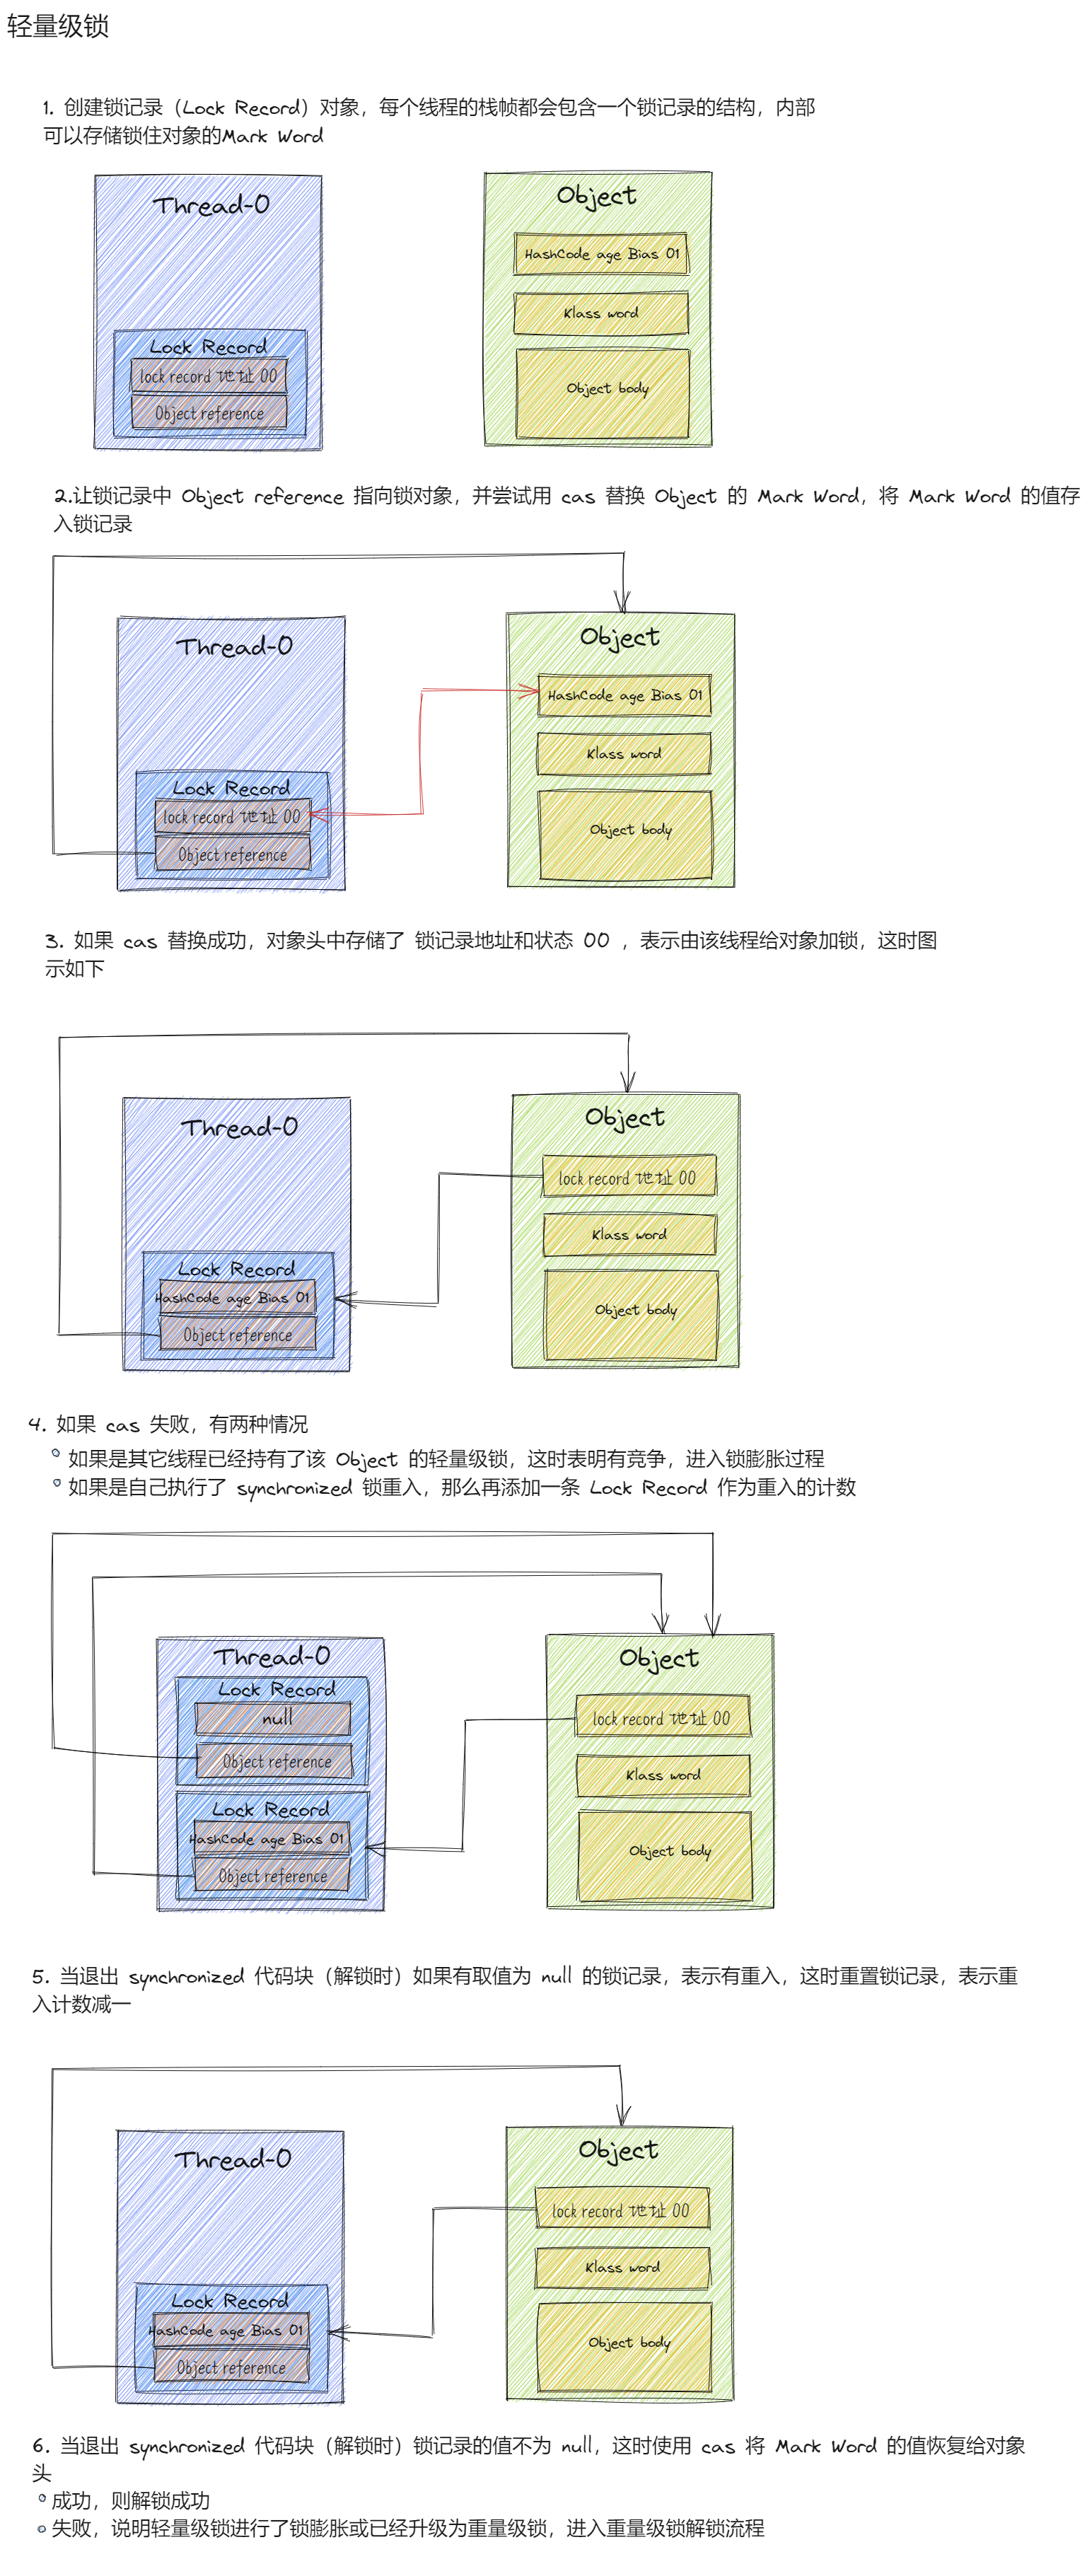 轻量级锁
1. 创建锁记录（Lock Record）对象，每个线程的栈帧都会包含一个锁记录的结构，内部
可以存储锁住对象的Mark Word
Thread-0
Lock Record
lock record 地址 00
Object reference
Object
HashCode age Bias 01
Klass word
Object body
2.让锁记录中 Object reference 指向锁对象，并尝试用 cas 替换 Object 的 Mark Word，将 Mark Word 的值存
入锁记录
Thread-0
Lock Record
lock record 地址 00
Object reference
Object
HashCode age Bias 01
Klass word
Object body
3. 如果 cas 替换成功，对象头中存储了 锁记录地址和状态 00 ，表示由该线程给对象加锁，这时图
示如下
Thread-0
Lock Record
HashCode age Bias 01
Object reference
Object
lock record 地址 00
Klass word
Object body
4. 如果 cas 失败，有两种情况
如果是其它线程已经持有了该 Object 的轻量级锁，这时表明有竞争，进入锁膨胀过程
如果是自己执行了 synchronized 锁重入，那么再添加一条 Lock Record 作为重入的计数
Thread-0
Lock Record
null
Object reference
Lock Record
HashCode age Bias 01
Object reference
Object
lock record 地址 00
Klass word
Object body
5. 当退出 synchronized 代码块（解锁时）如果有取值为 null 的锁记录，表示有重入，这时重置锁记录，表示重
入计数减一
Thread-0
Lock Record
HashCode age Bias 01
Object reference
Object
lock record 地址 00
Klass word
Object body
6. 当退出 synchronized 代码块（解锁时）锁记录的值不为 null，这时使用 cas 将 Mark Word 的值恢复给对象
头
成功，则解锁成功
失败，说明轻量级锁进行了锁膨胀或已经升级为重量级锁，进入重量级锁解锁流程